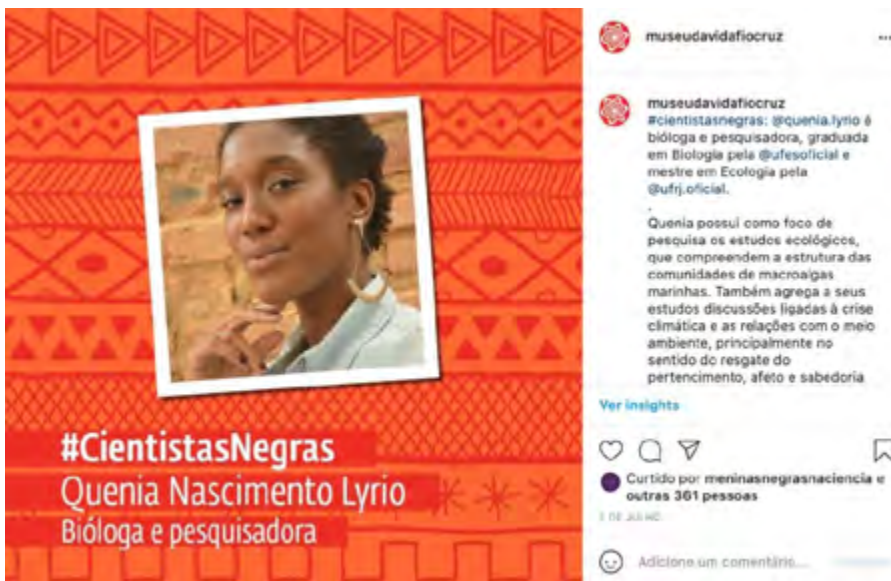 #CientistasNegras
Quenia Nascimento Lyrio
Bióloga e pesquisadora
museudavidafiocruz
museudavidafiocruz
#cientistasnegras: @quenia.lyrio é
bióloga e pesquisadora, graduada
em Biologia pela @ufesoficial e
mestre em Ecologia pela
@ufrj.oficial.
.
Quenia possui como foco de
pesquisa os estudos ecológicos,
que compreendem a estrutura das
comunidades de macroalgas
marinhas. Também agrega a seus
estudos discussões ligadas à crise
climática e as relações com o meio
ambiente, principalmente no
sentido do resgate do
pertencimento, afeto e sabedoria
Ver insights
Curtido por meninasnegrasnaciencia e
outras 361 pessoas
DE JULHO
Adicione um comentário...